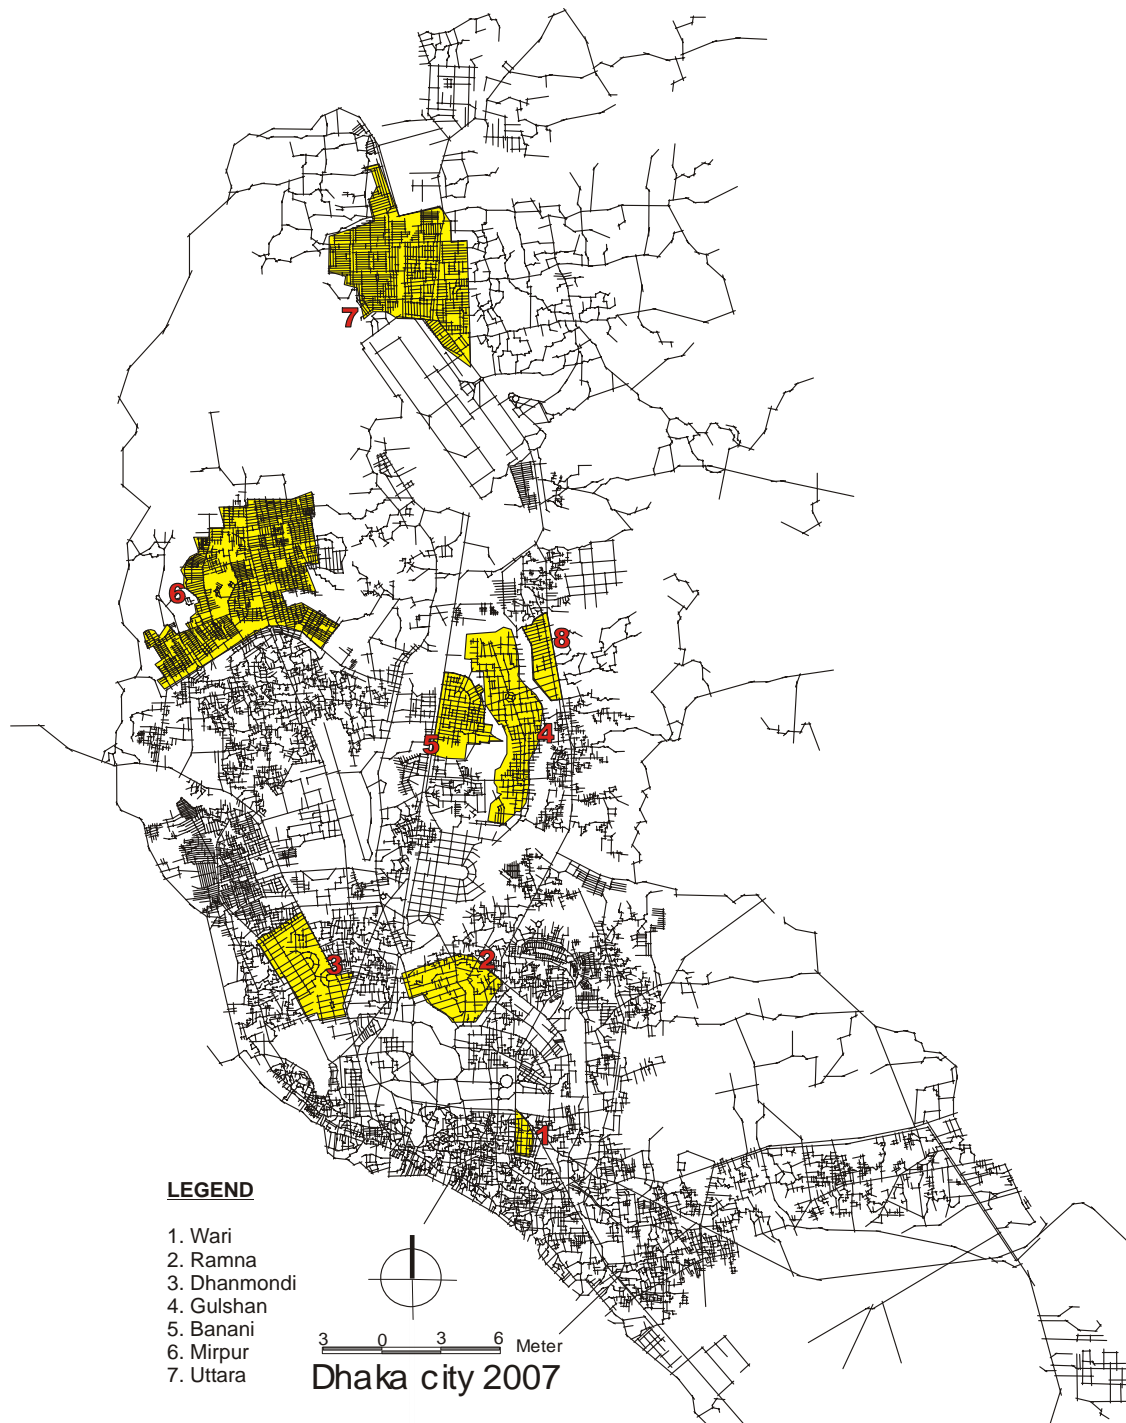 7
6
8
4
5
3
2
1
LEGEND
1. Wari
2. Ramna
3. Dhanmondi
4. Gulshan
5. Banani
6. Mirpur
7. Uttara
3 0 3 6 Meter
Dhaka city 2007